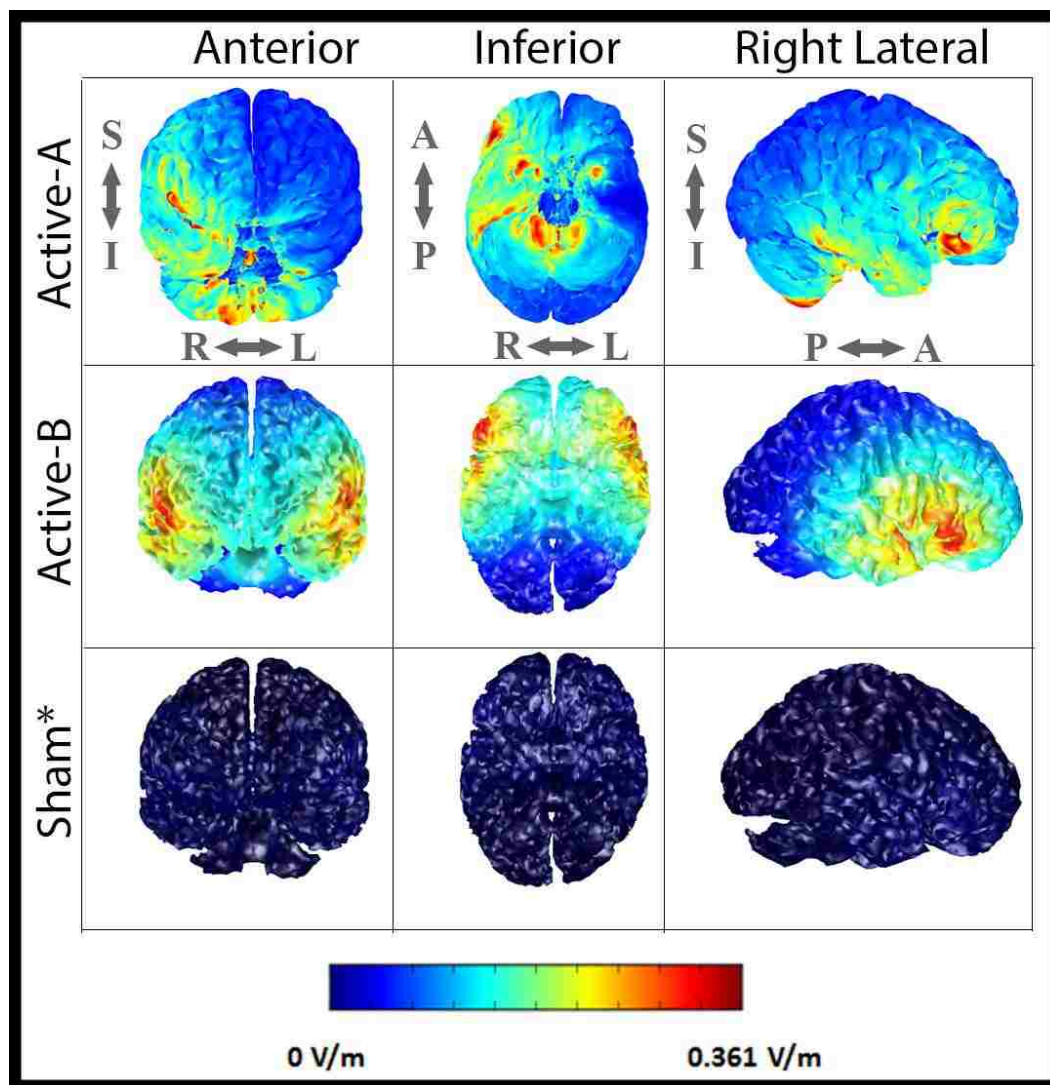 Anterior Inferior Right Lateral
Active-A
S
I
R L
A
P
R L
S
I
P A
Active-B
Sham*
0 V/m 0.361 V/m